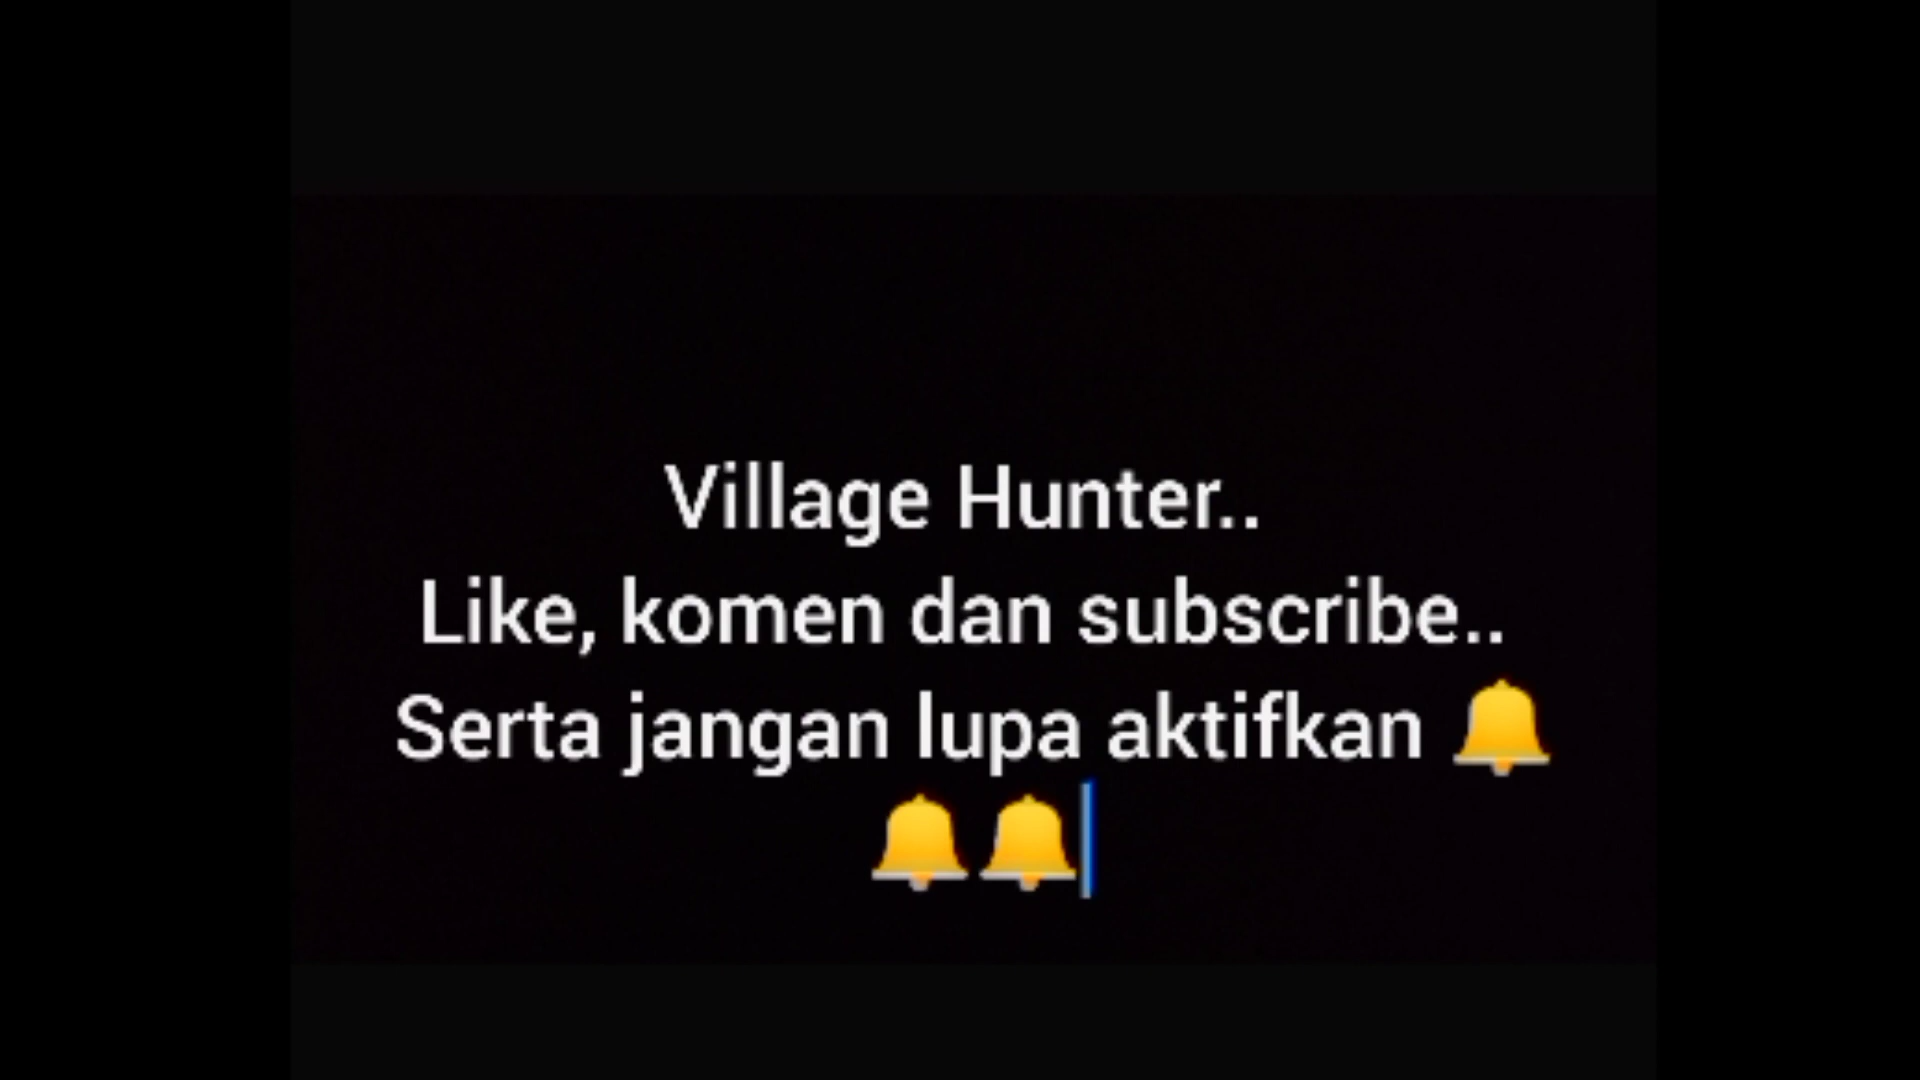 Village Hunter..
Like, komen dan subscribe..
Serta jangan lupa aktifkan 🔔
🔔🔔